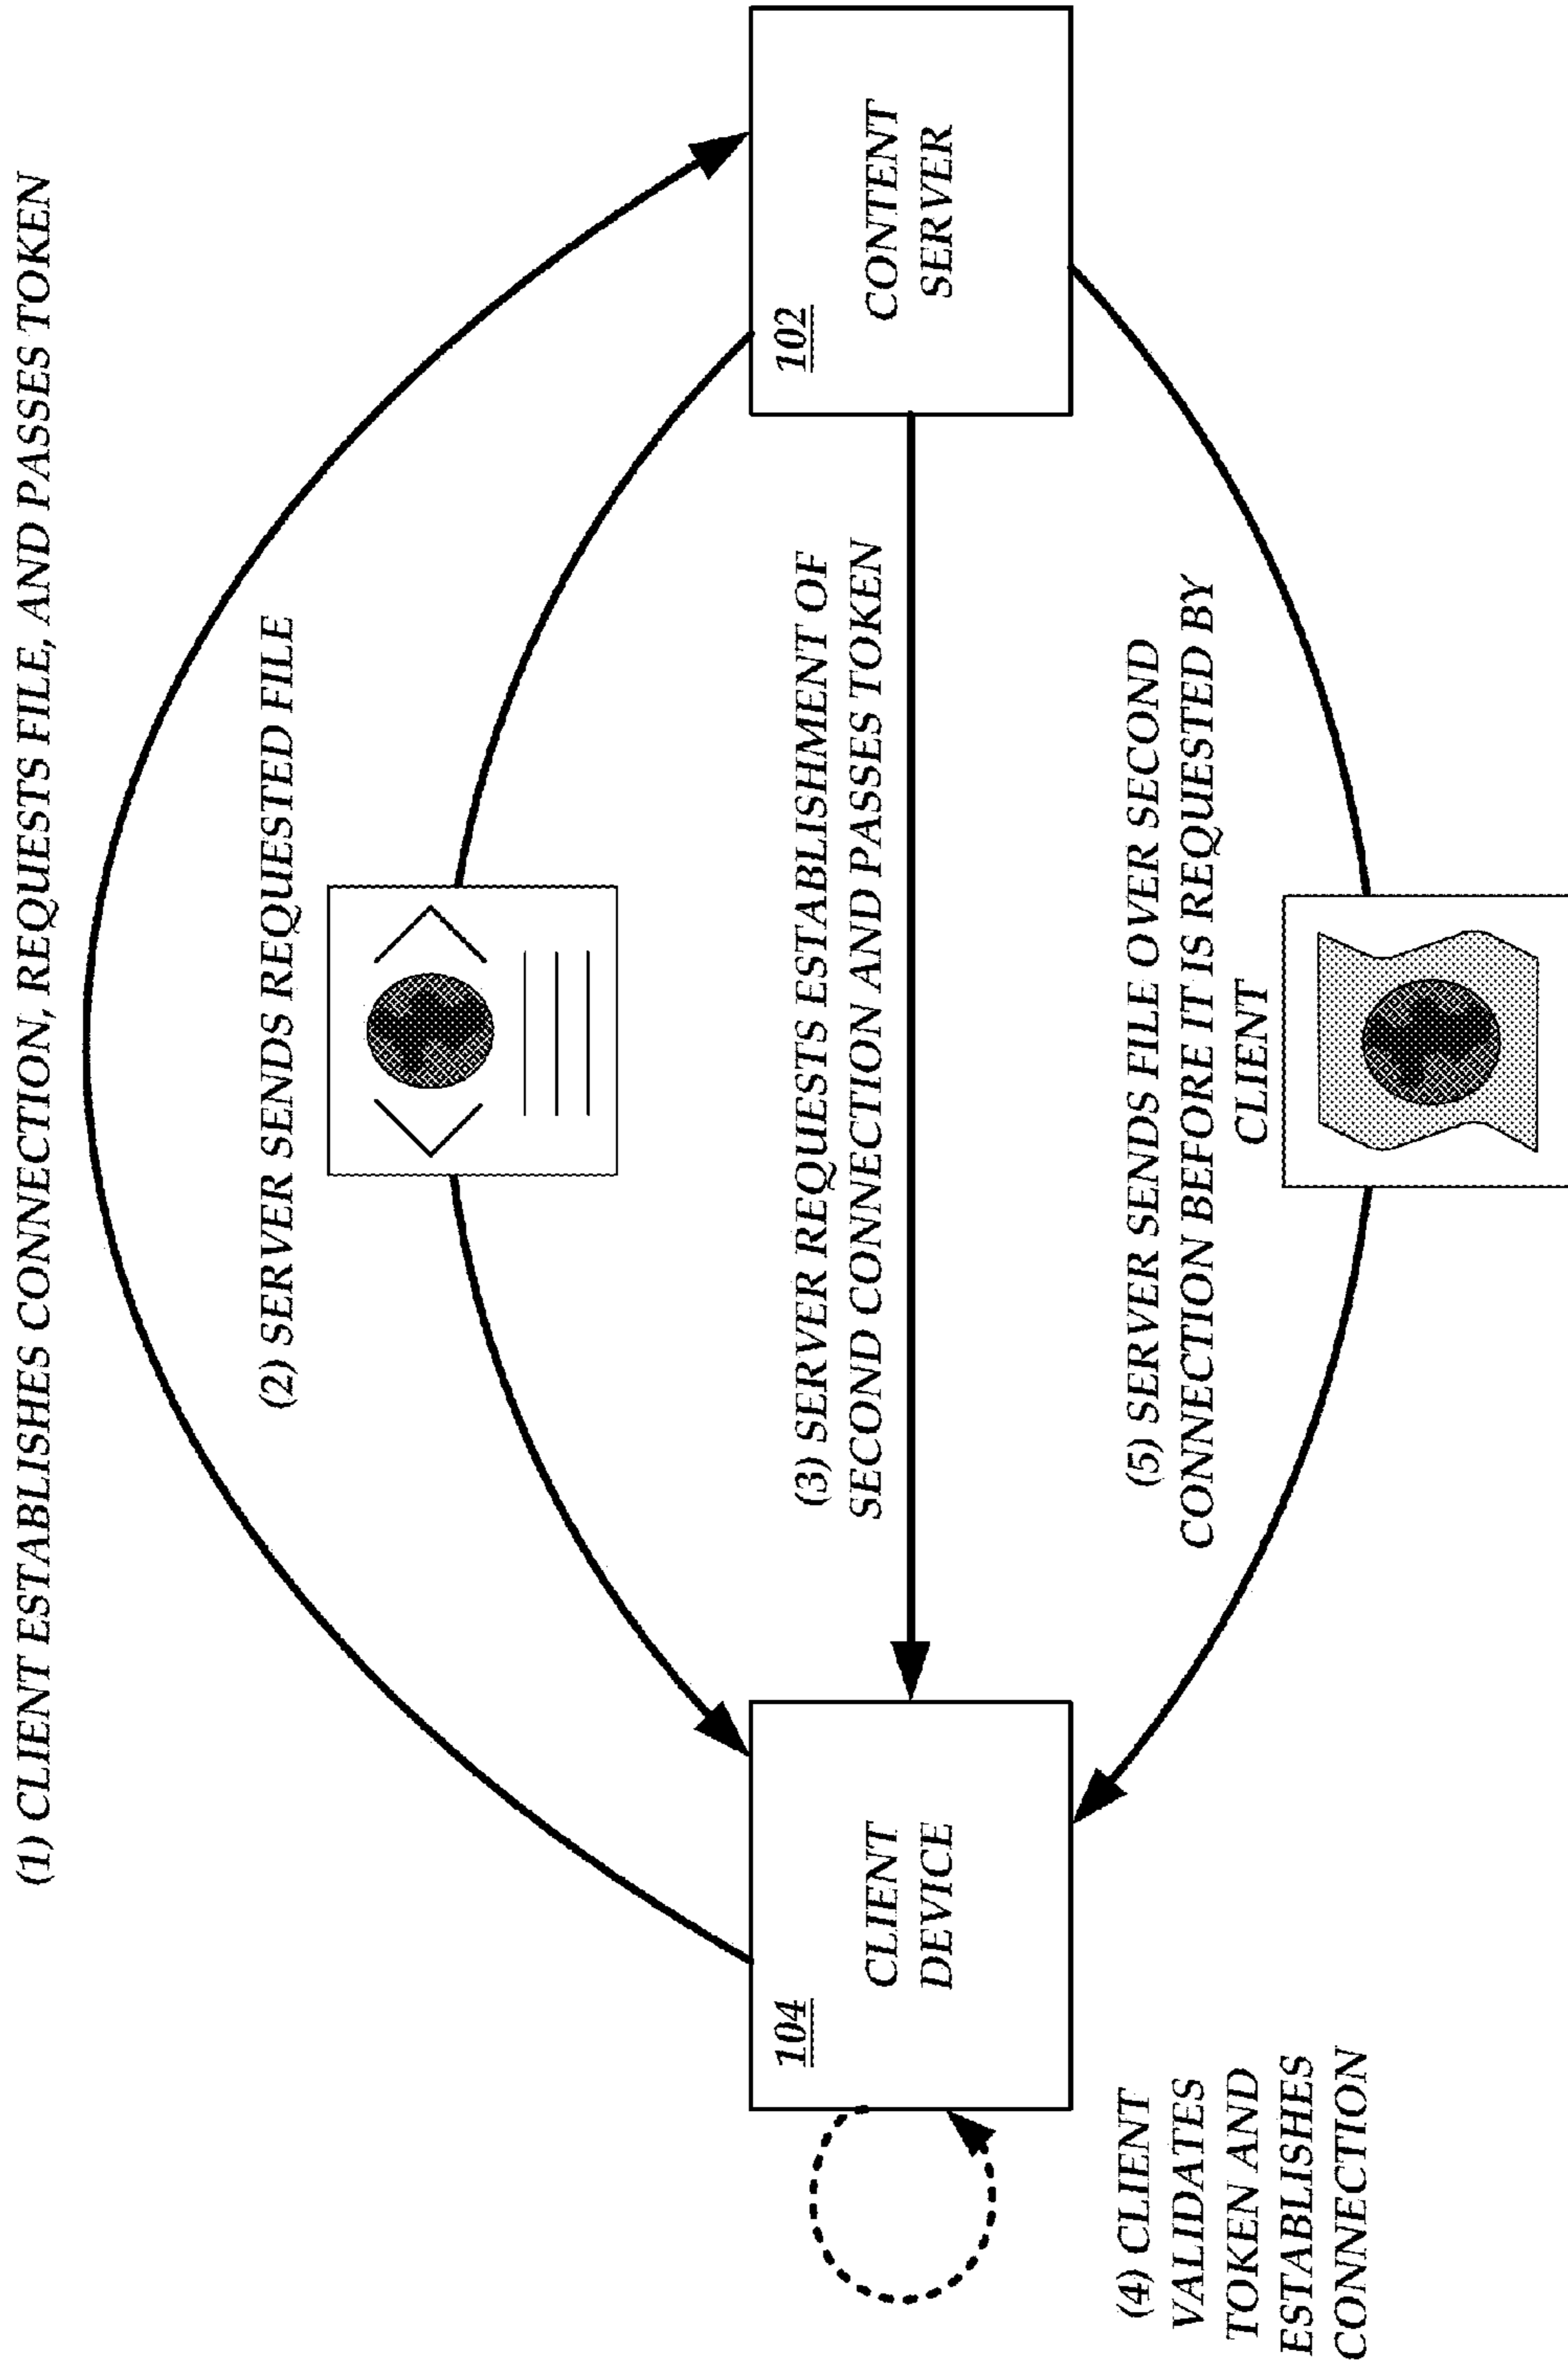 (1) CLIENT ESTABLISHES CONNECTION, REQUESTS FILE, AND PASSES TOKEN
(2) SERVER SENDS REQUESTED FILE
104
CLIENT
DEVICE
(3) SERVER REQUESTS ESTABLISHMENT OF
SECOND CONNECTION AND PASSES TOKEN
102
CONTENT
SERVER
(4) CLIENT
VALIDATES
TOKEN AND
ESTABLISHES
CONNECTION
(5) SERVER SENDS FILE OVER SECOND
CONNECTION BEFORE IT IS REQUESTED BY
CLIENT